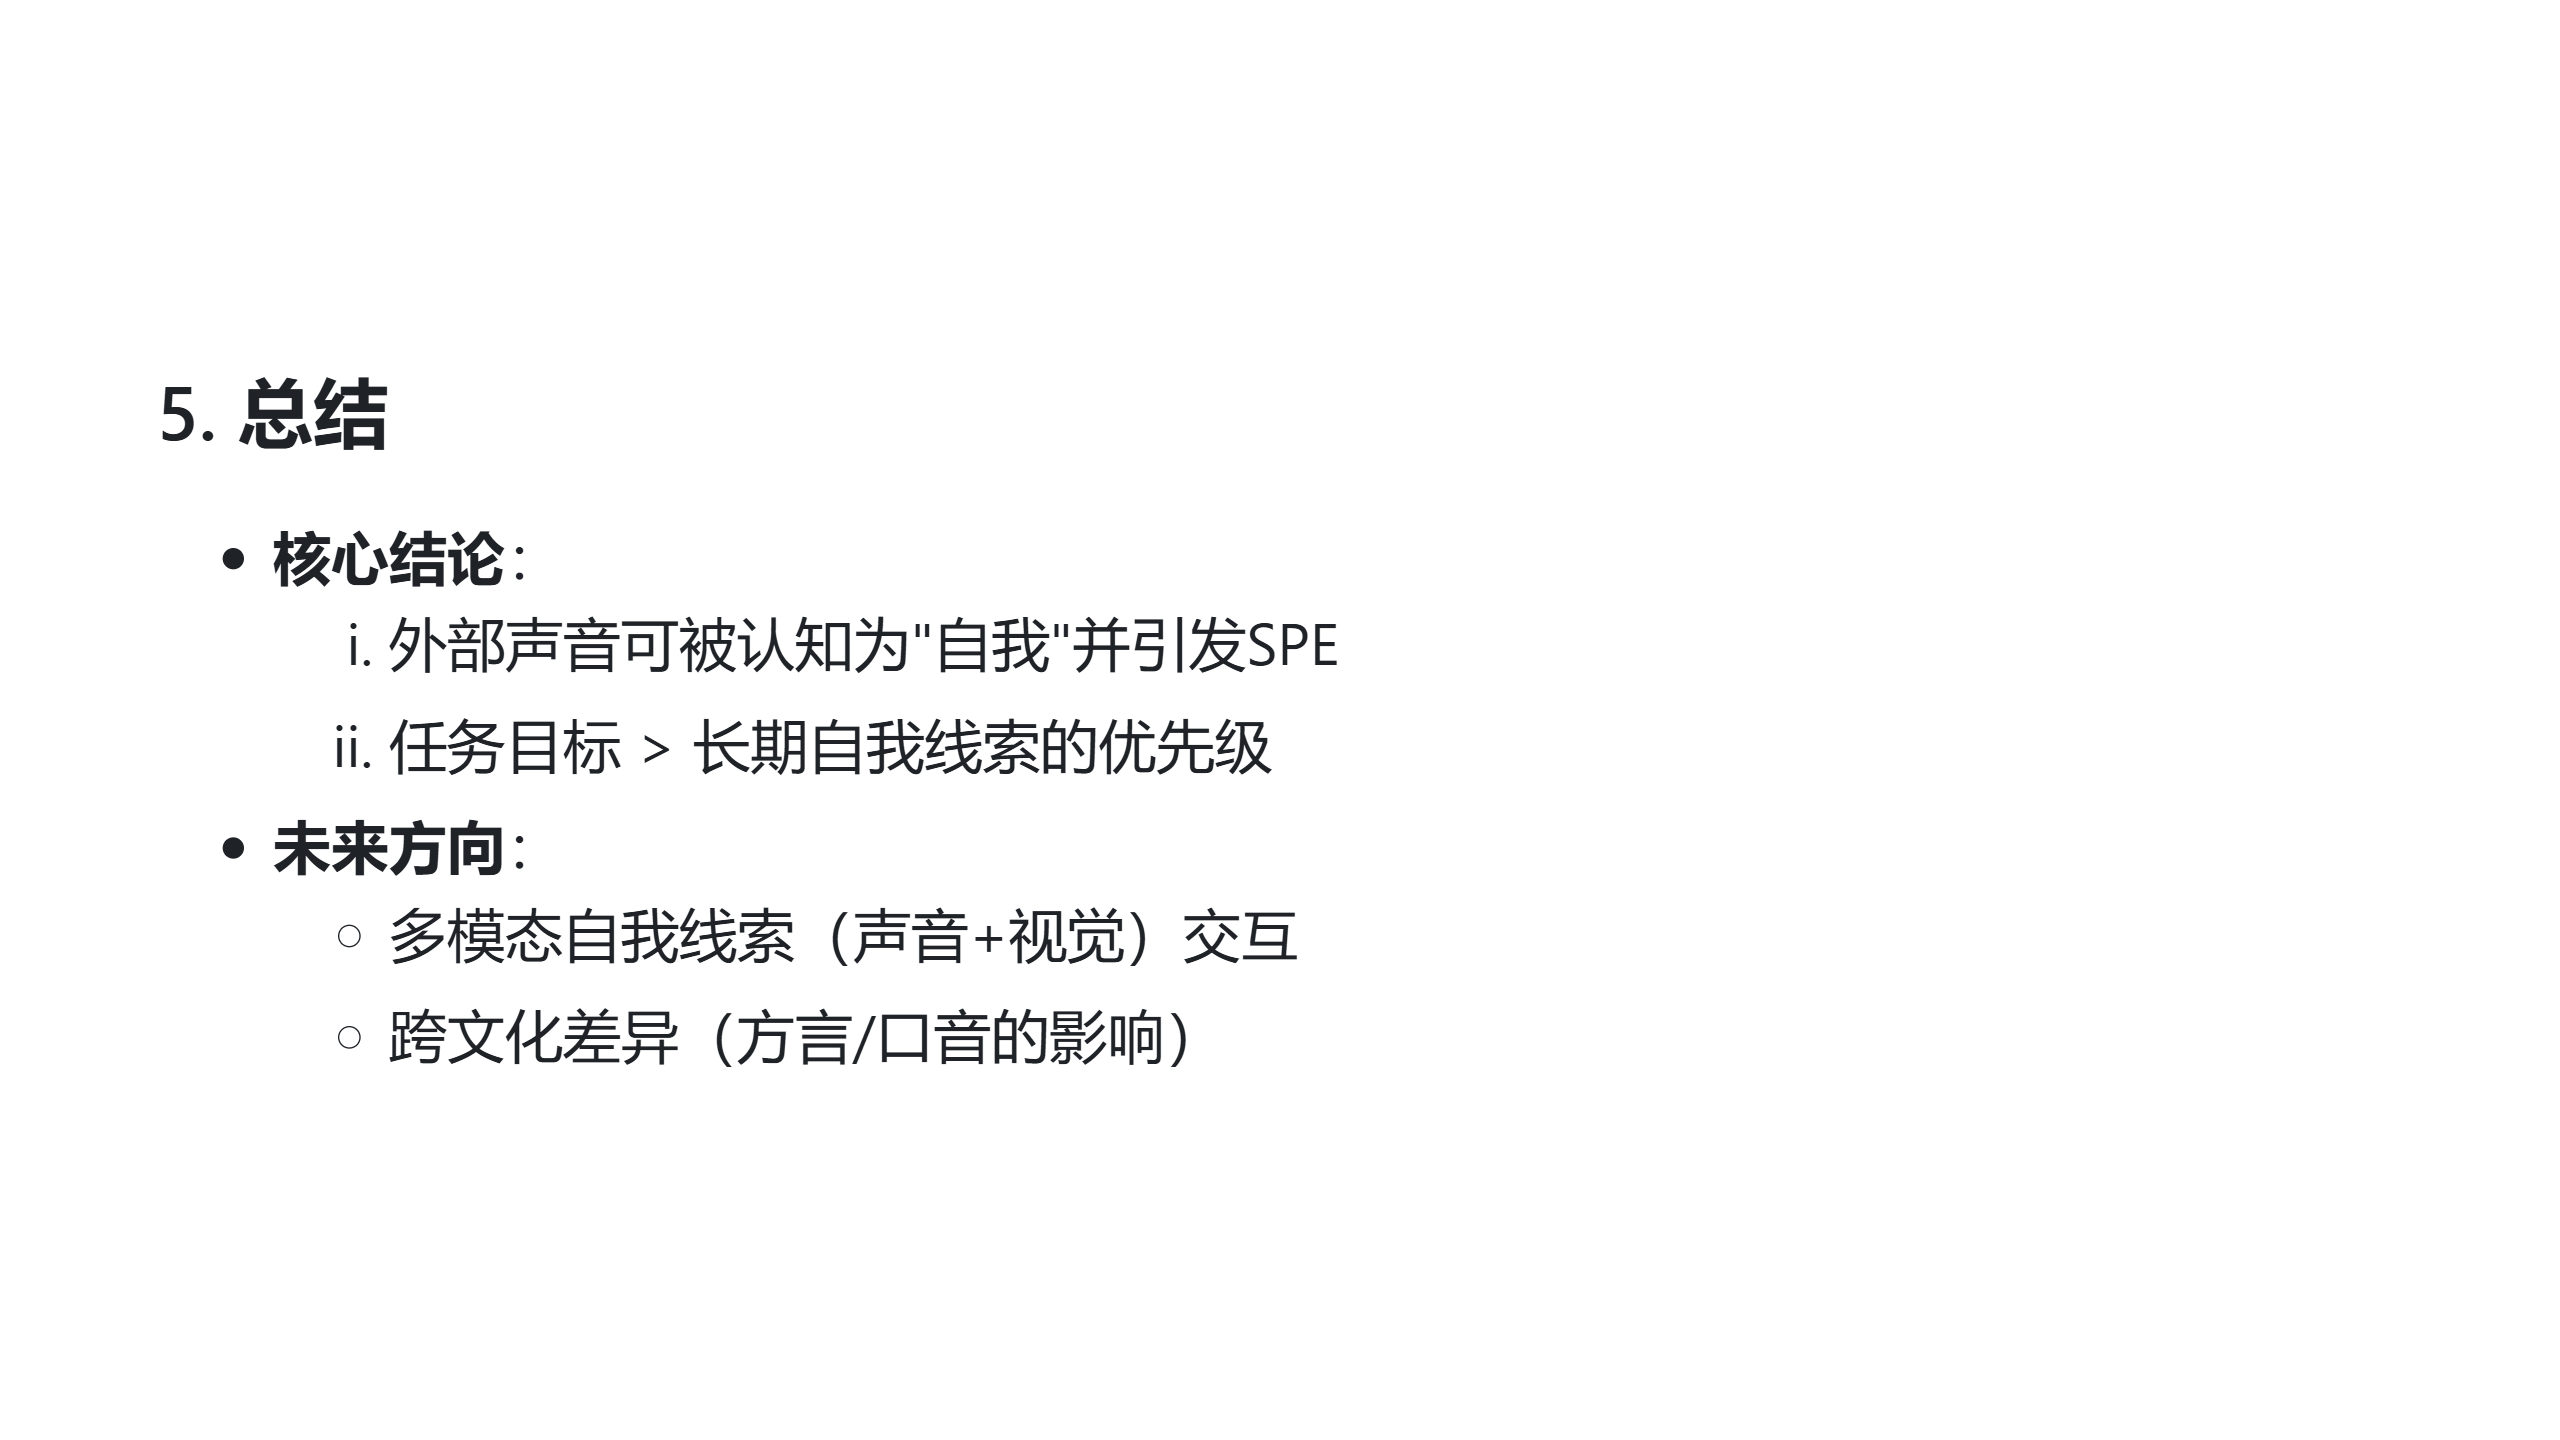 5. 总结
• 核心结论：
i. 外部声音可被认知为"自我"并引发SPE
ii. 任务目标 > 长期自我线索的优先级
• 未来方向：
○ 多模态自我线索（声音+视觉）交互
○ 跨文化差异（方言/口音的影响）